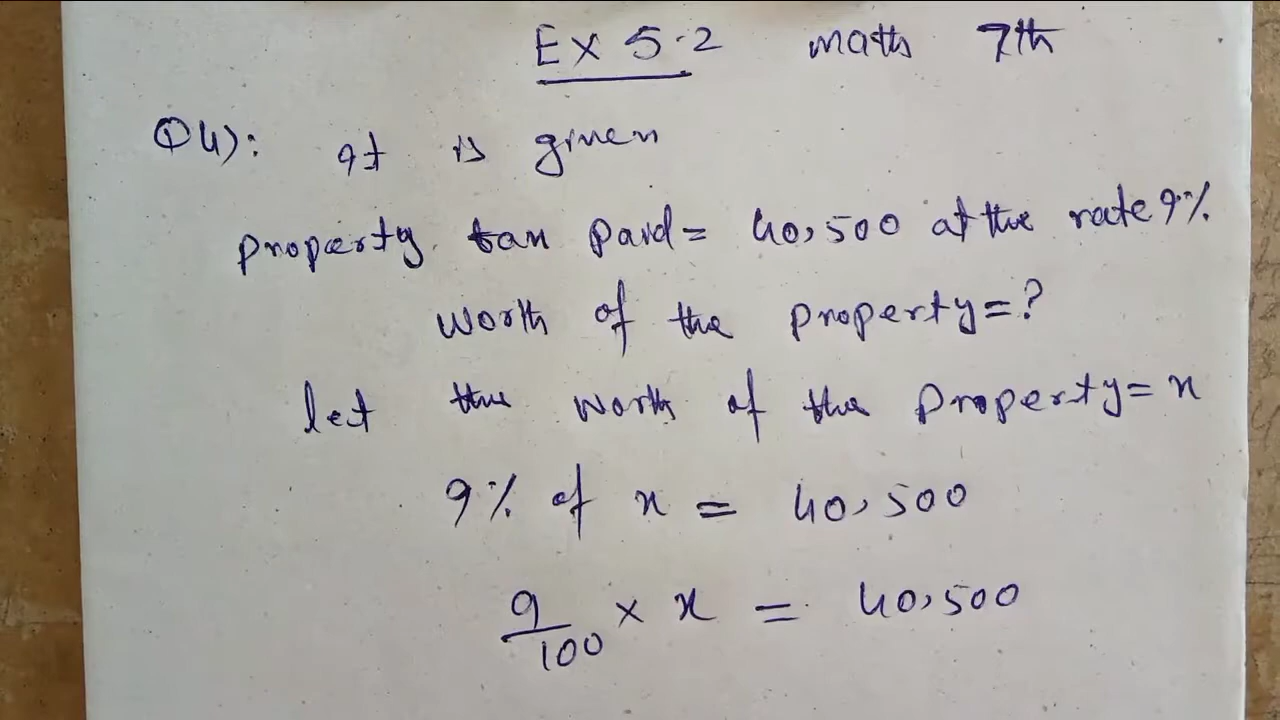 Ex 5.2 math 7th
Q4): It is given
property tax paid = 40,500 at the rate 9%
worth of the property = ?
let the worth of the property = x
9% of x = 40,500
9/100 × x = 40,500